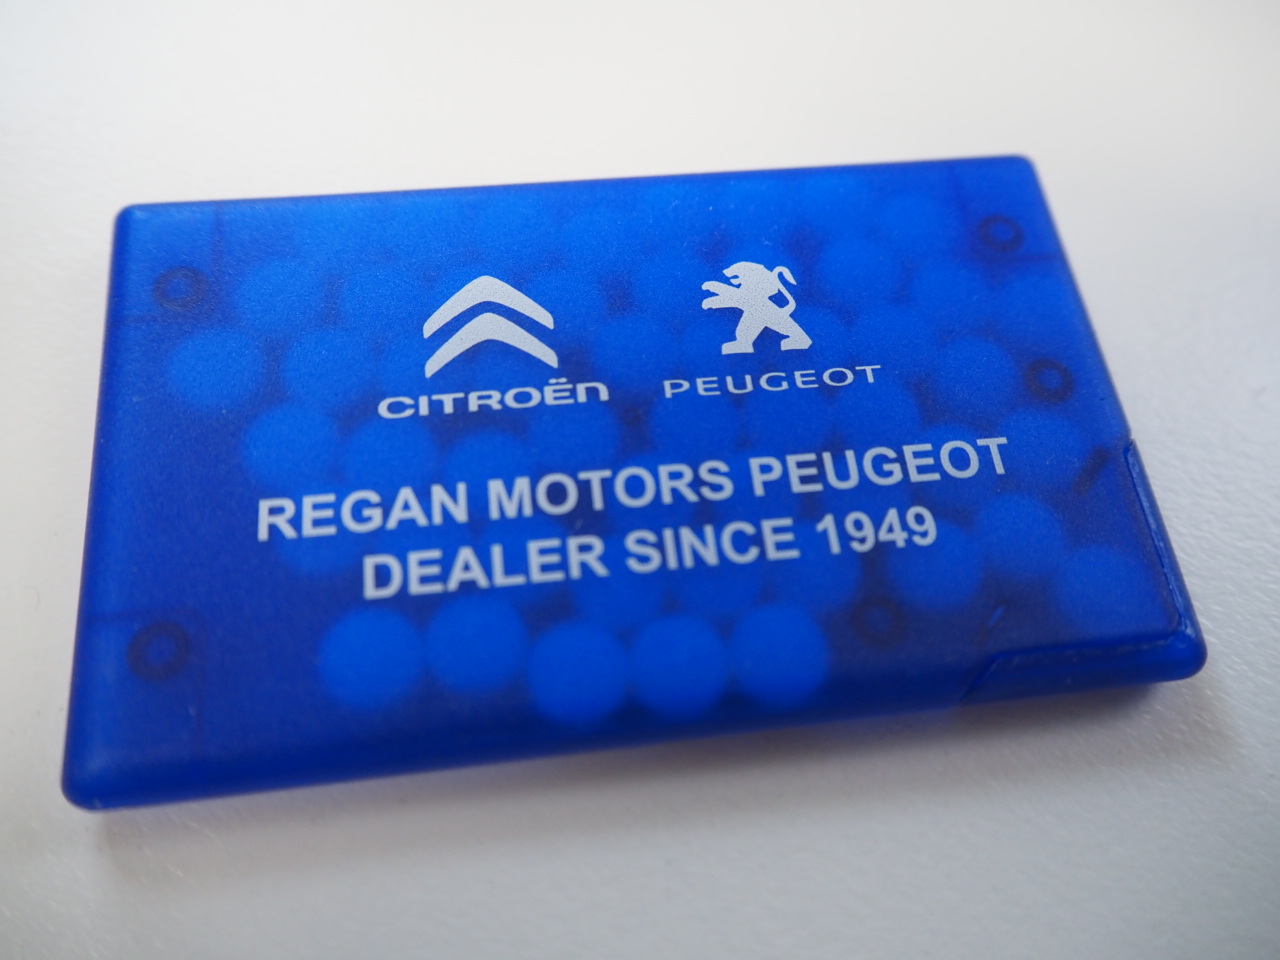 CITROËN PEUGEOT
REGAN MOTORS PEUGEOT
DEALER SINCE 1949